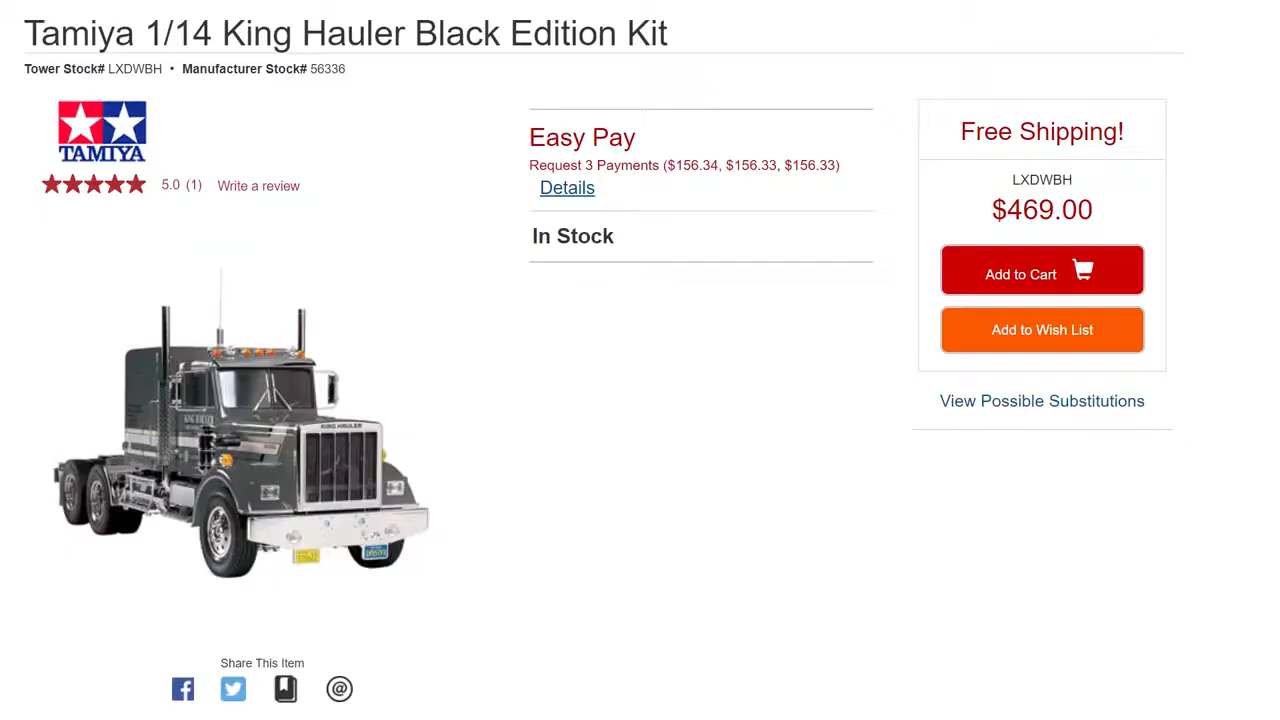 Tamiya 1/14 King Hauler Black Edition Kit
Tower Stock# LXDWBH • Manufacturer Stock# 56336
TAMIYA
5.0 (1) Write a review
Easy Pay
Request 3 Payments ($156.34, $156.33, $156.33)
Details
In Stock
Free Shipping!
LXDWBH
$469.00
Add to Cart
Add to Wish List
View Possible Substitutions
KING HAULER
KING HAULER
Share This Item